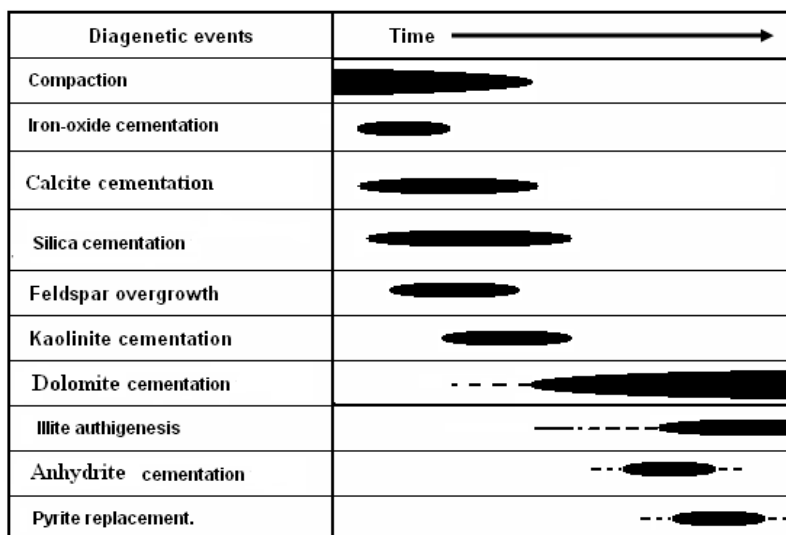 Diagenetic events Time
Compaction
Iron-oxide cementation
Calcite cementation
Silica cementation
Feldspar overgrowth
Kaolinite cementation
Dolomite cementation
Illite authigenesis
Anhydrite cementation
Pyrite replacement.